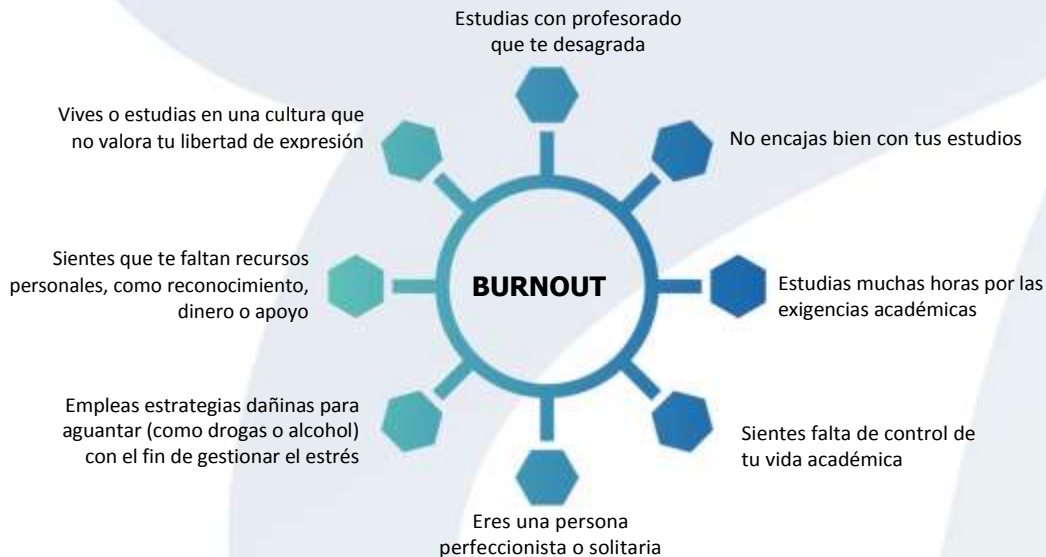 Estudias con profesorado
que te desagrada
Vives o estudias en una cultura que
no valora tu libertad de expresión
No encajas bien con tus estudios
Sientes que te faltan recursos
personales, como reconocimiento,
dinero o apoyo
BURNOUT
Estudias muchas horas por las
exigencias académicas
Empleas estrategias dañinas para
aguantar (como drogas o alcohol)
con el fin de gestionar el estrés
Sientes falta de control de
tu vida académica
Eres una persona
perfeccionista o solitaria